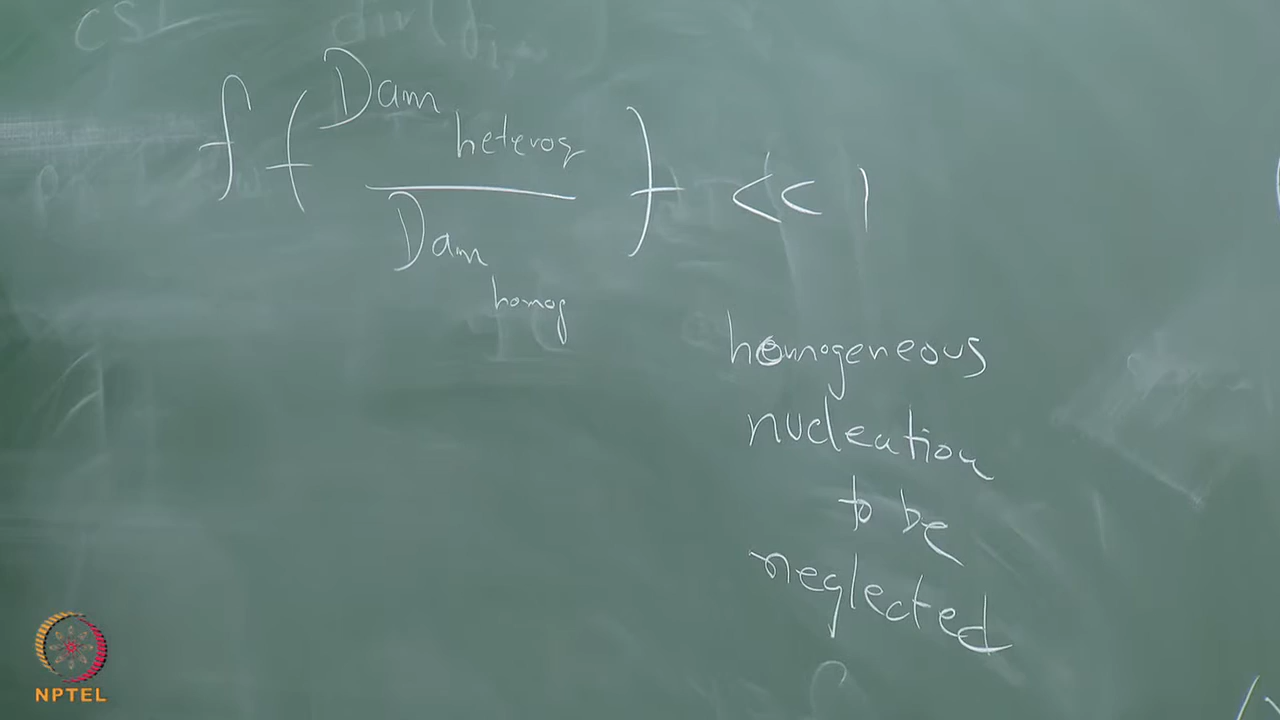 f ( Dam heterog / Dam homog ) << 1
homogeneous
nucleation
to be
neglected
NPTEL